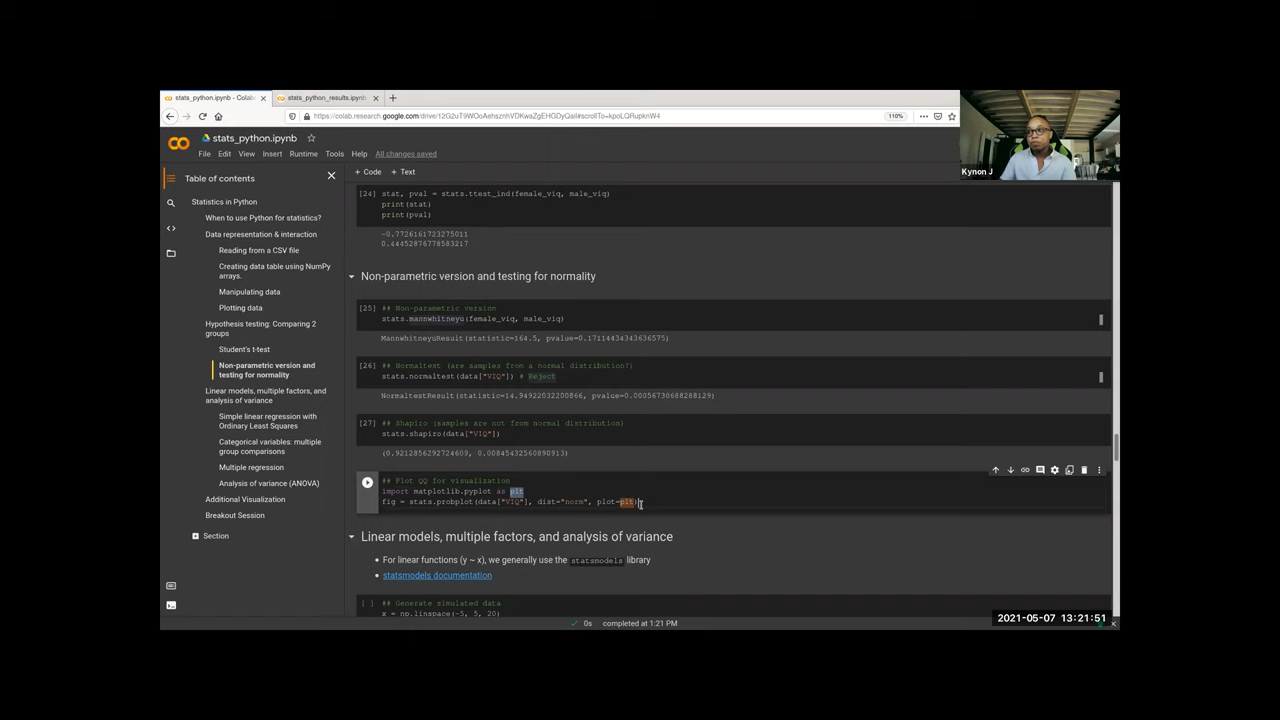 stats_python.ipynb - Colab
stats_python_results.ipynb
110%
stats_python.ipynb
File Edit View Insert Runtime Tools Help All changes saved
Kynon J
+ Code + Text
Table of contents
Statistics in Python
When to use Python for statistics?
Data representation & interaction
Reading from a CSV file
Creating data table using NumPy
arrays.
Manipulating data
Plotting data
Hypothesis testing: Comparing 2
groups
Student's t-test
Non-parametric version and
testing for normality
Linear models, multiple factors, and
analysis of variance
Simple linear regression with
Ordinary Least Squares
Categorical variables: multiple
group comparisons
Multiple regression
Analysis of variance (ANOVA)
Additional Visualization
Breakout Session
Section
[24] stat, pval = stats.ttest_ind(female_viq, male_viq)
print(stat)
print(pval)
-0.7726161723275011
0.44452876778583217
Non-parametric version and testing for normality
[25] ## Non-parametric version
stats.mannwhitneyu(female_viq, male_viq)
MannwhitneyuResult(statistic=164.5, pvalue=0.17114434343636575)
[26] ## Normaltest (are samples from a normal distribution?)
stats.normaltest(data["VIQ"]) # Reject
NormaltestResult(statistic=14.94922032200866, pvalue=0.00056730688288129)
[27] ## Shapiro (samples are not from normal distribution)
stats.shapiro(data["VIQ"])
(0.9212856292724609, 0.00845432560890913)
## Plot QQ for visualization
import matplotlib.pyplot as plt
fig = stats.probplot(data["VIQ"], dist="norm", plot=plt)
Linear models, multiple factors, and analysis of variance
For linear functions (y ~ x), we generally use the statsmodels library
statsmodels documentation
[ ] ## Generate simulated data
x = np.linspace(-5, 5, 20)
0s completed at 1:21 PM
2021-05-07 13:21:51